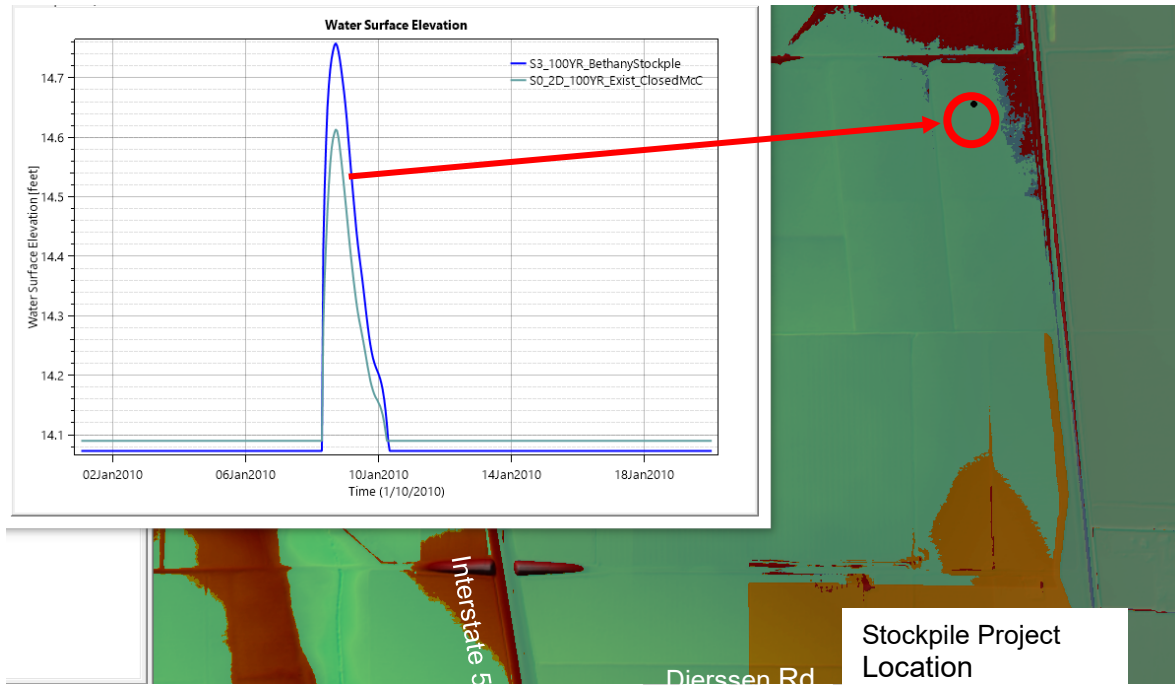 Water Surface Elevation
S3_100YR_BethanyStockple
S0_2D_100YR_Exist_ClosedMcC
Water Surface Elevation [feet]
14.7
14.6
14.5
14.4
14.3
14.2
14.1
02Jan2010 06Jan2010 10Jan2010 14Jan2010 18Jan2010
Time (1/10/2010)
Interstate 5
Dierssen Rd
Stockpile Project
Location